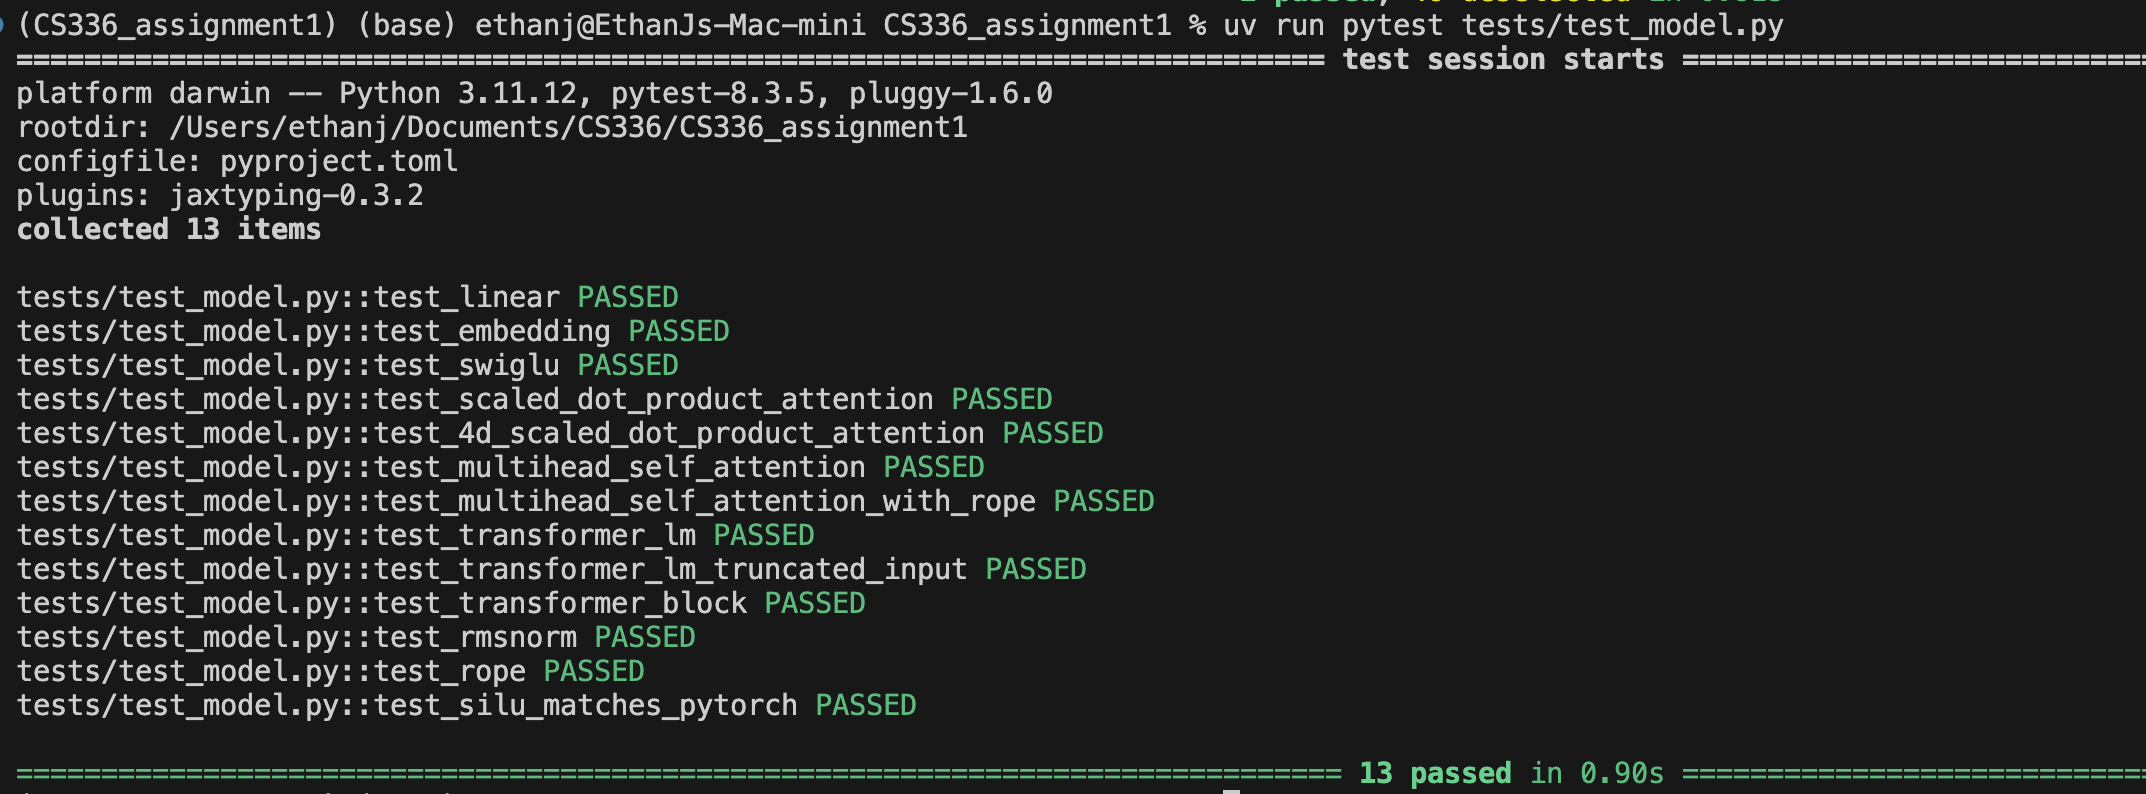 passed,
(CS336_assignment1) (base) ethanj@EthanJs-Mac-mini CS336_assignment1 % uv run pytest tests/test_model.py
============================================================================= test session starts ===========================
platform darwin -- Python 3.11.12, pytest-8.3.5, pluggy-1.6.0
rootdir: /Users/ethanj/Documents/CS336/CS336_assignment1
configfile: pyproject.toml
plugins: jaxtyping-0.3.2
collected 13 items
tests/test_model.py::test_linear PASSED
tests/test_model.py::test_embedding PASSED
tests/test_model.py::test_swiglu PASSED
tests/test_model.py::test_scaled_dot_product_attention PASSED
tests/test_model.py::test_4d_scaled_dot_product_attention PASSED
tests/test_model.py::test_multihead_self_attention PASSED
tests/test_model.py::test_multihead_self_attention_with_rope PASSED
tests/test_model.py::test_transformer_lm PASSED
tests/test_model.py::test_transformer_lm_truncated_input PASSED
tests/test_model.py::test_transformer_block PASSED
tests/test_model.py::test_rmsnorm PASSED
tests/test_model.py::test_rope PASSED
tests/test_model.py::test_silu_matches_pytorch PASSED
============================================================================== 13 passed in 0.90s ===========================